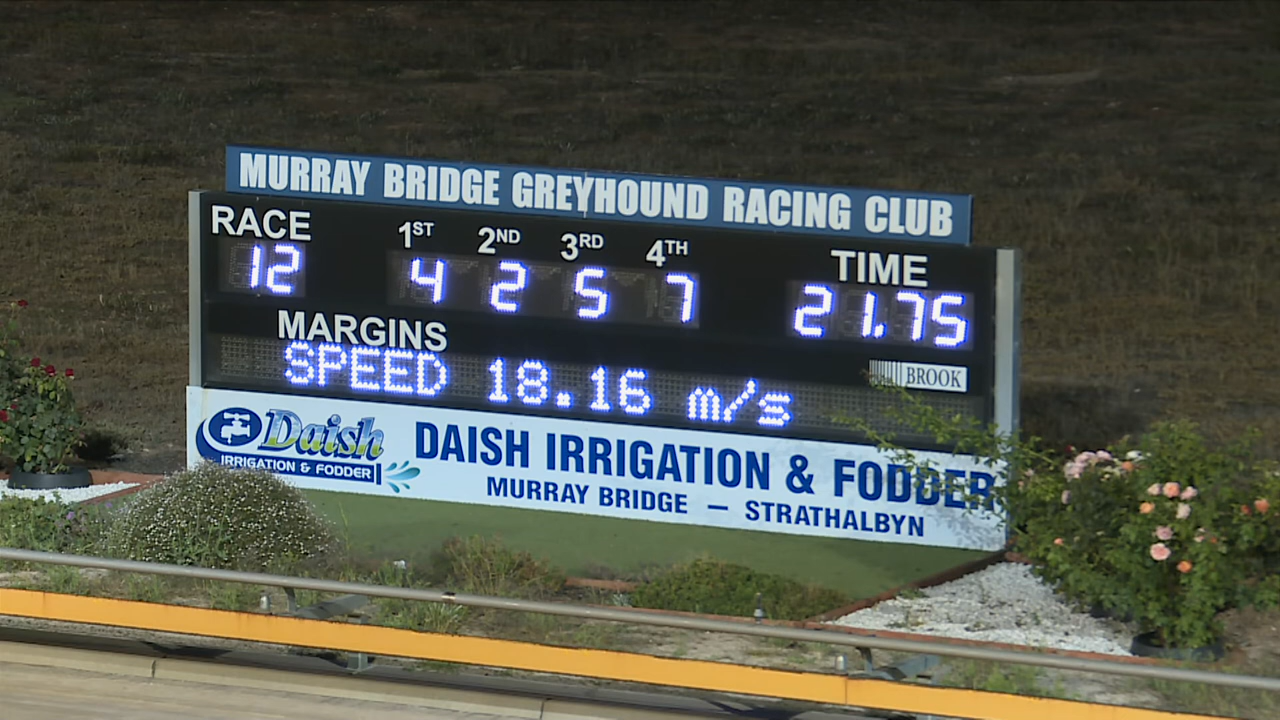 MURRAY BRIDGE GREYHOUND RACING CLUB
RACE 1ST 2ND 3RD 4TH TIME
12 4 2 5 7 21.75
MARGINS
SPEED 18.16 m/s
BROOK
Daish
IRRIGATION & FODDER
DAISH IRRIGATION & FODDER
MURRAY BRIDGE – STRATHALBYN